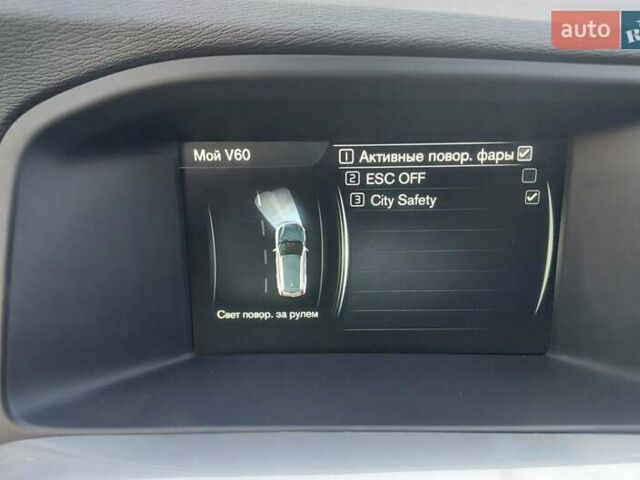 auto
R
Мой V60
1 Активные повор. фары
2 ESC OFF
3 City Safety
Свет повор. за рулем